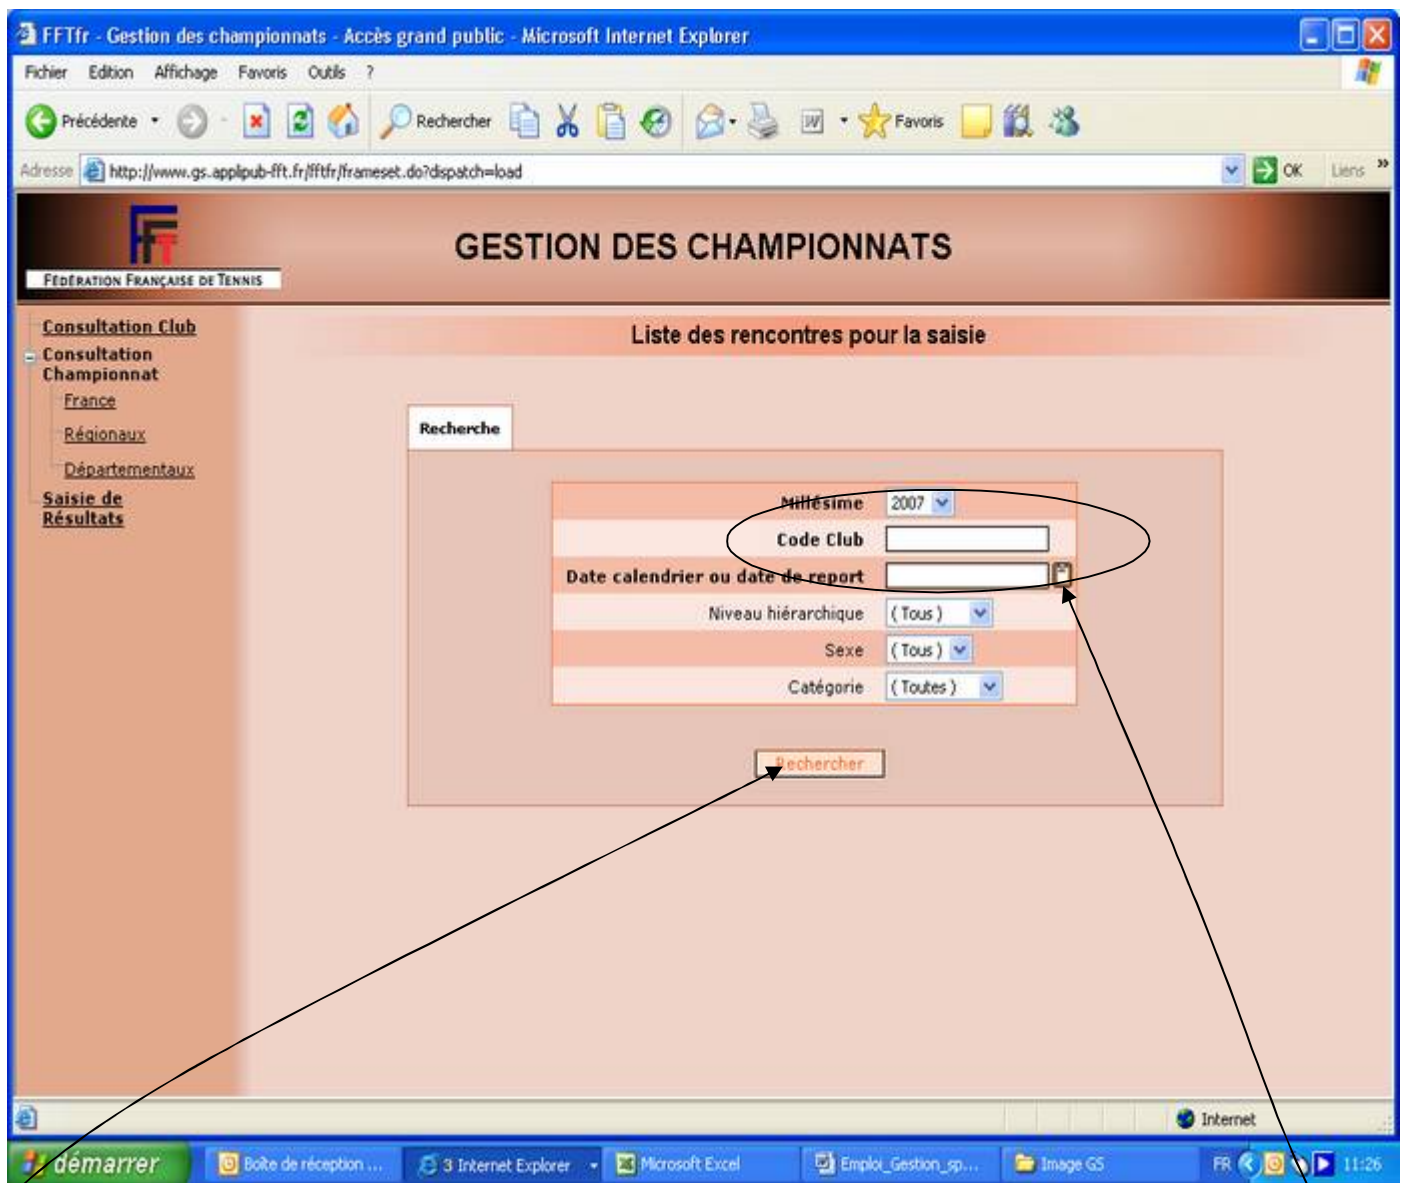 FFTfr - Gestion des championnats - Accès grand public - Microsoft Internet Explorer
Fichier Edition Affichage Favoris Outils ?
Précédente Rechercher Favoris
Adresse http://www.gs.applipub-fft.fr/fftfr/frameset.do?dispatch=load OK Liens »
FFT
FÉDÉRATION FRANÇAISE DE TENNIS
GESTION DES CHAMPIONNATS
Consultation Club
Consultation
Championnat
France
Régionaux
Départementaux
Saisie de
Résultats
Liste des rencontres pour la saisie
Recherche
Millésime 2007
Code Club
Date calendrier ou date de report
Niveau hiérarchique ( Tous )
Sexe ( Tous )
Catégorie ( Toutes )
Rechercher
Internet
démarrer Boîte de réception ... 3 Internet Explorer Microsoft Excel Emploi_Gestion_sp... Image GS FR 11:26